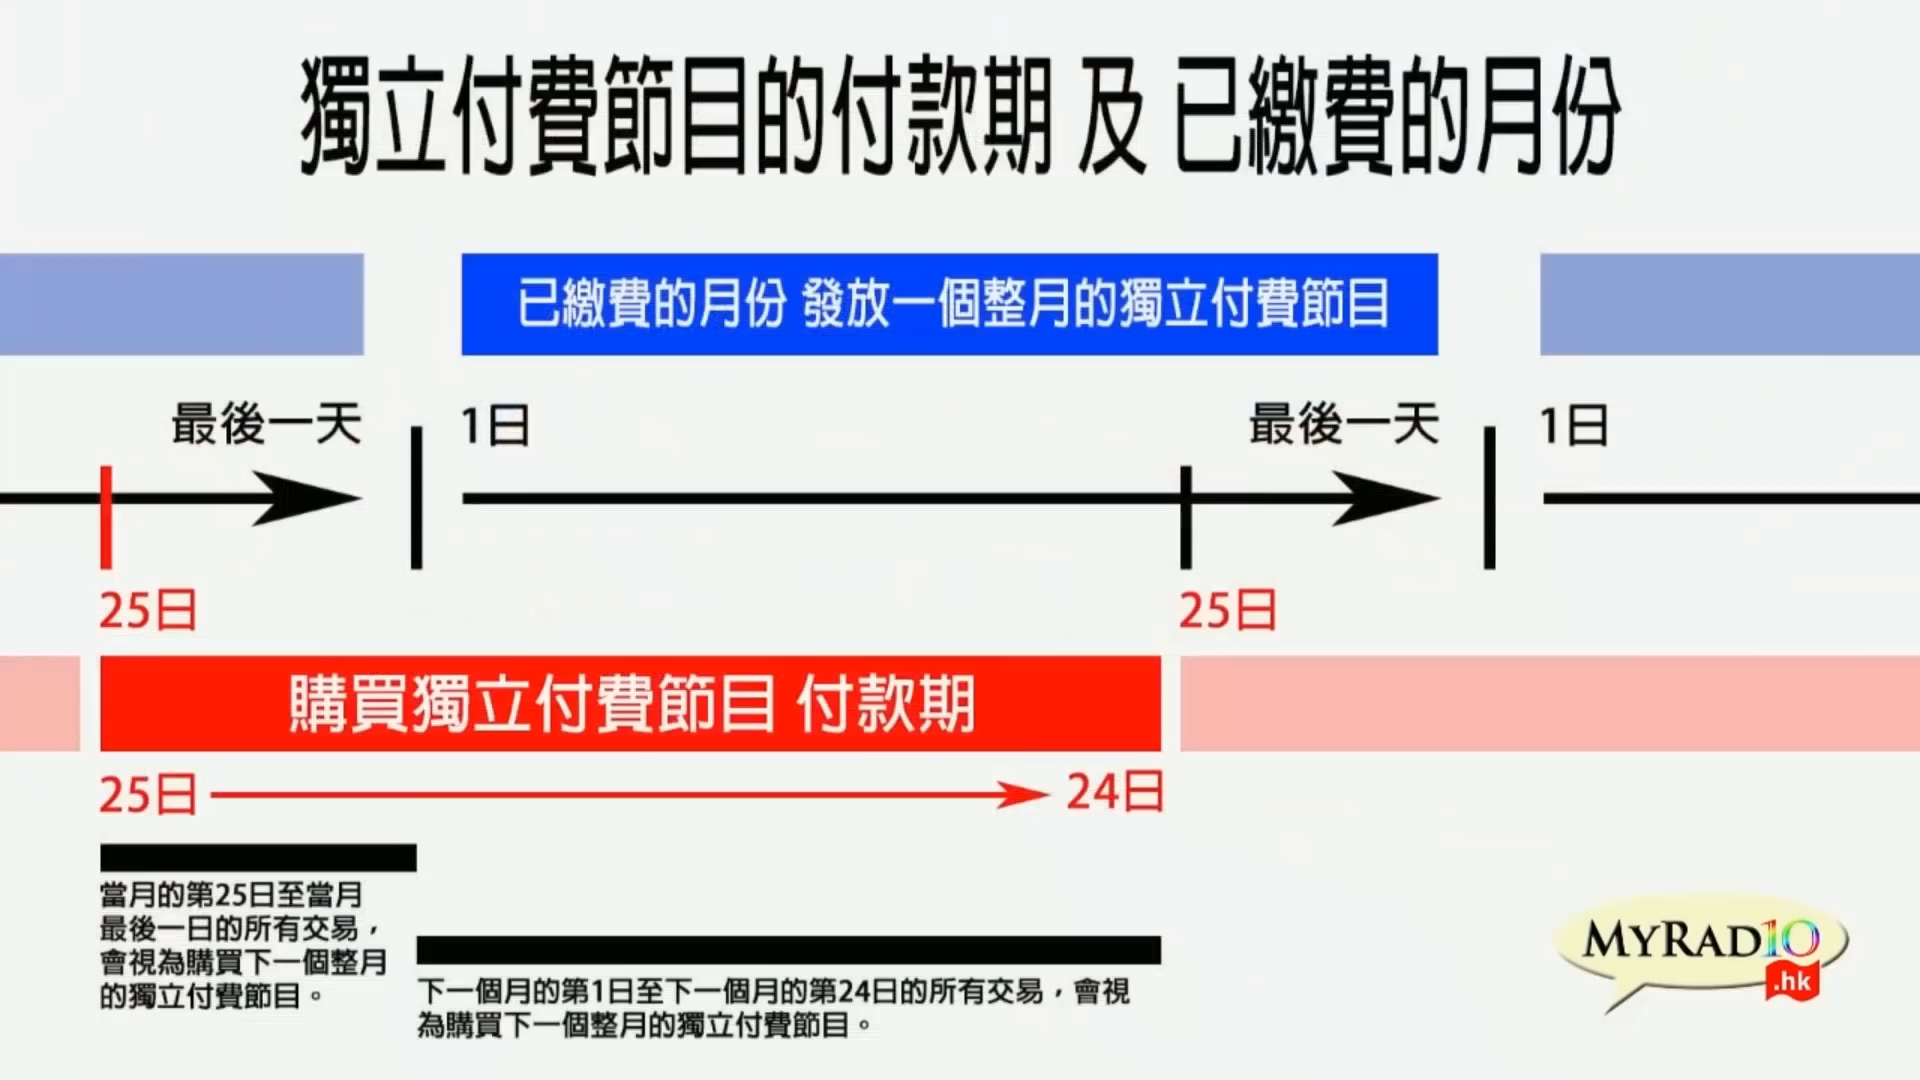 獨立付費節目的付款期 及 已繳費的月份
已繳費的月份 發放一個整月的獨立付費節目
最後一天
1日
最後一天
1日
25日
25日
購買獨立付費節目 付款期
25日
24日
當月的第25日至當月
最後一日的所有交易，
會視為購買下一個整月
的獨立付費節目。
下一個月的第1日至下一個月的第24日的所有交易，會視
為購買下一個整月的獨立付費節目。
MYRAD10
.hk